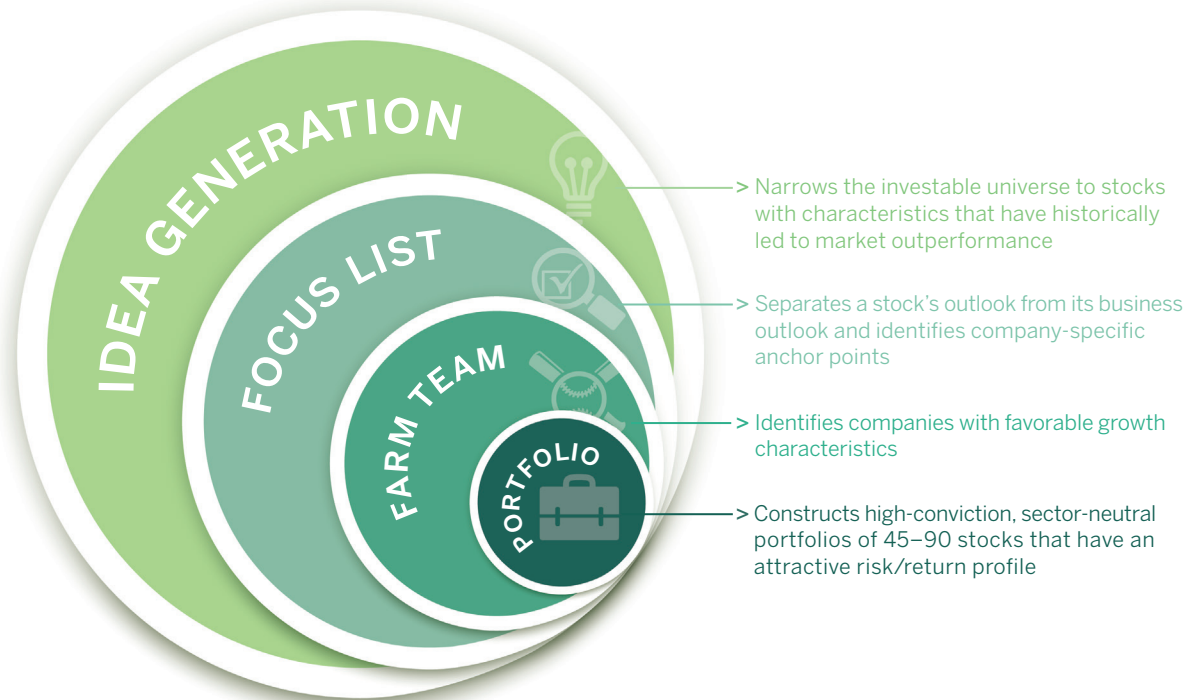 IDEA GENERATION
> Narrows the investable universe to stocks
with characteristics that have historically
led to market outperformance
FOCUS LIST
> Separates a stock’s outlook from its business
outlook and identifies company-specific
anchor points
FARM TEAM
> Identifies companies with favorable growth
characteristics
PORTFOLIO
> Constructs high-conviction, sector-neutral
portfolios of 45–90 stocks that have an
attractive risk/return profile